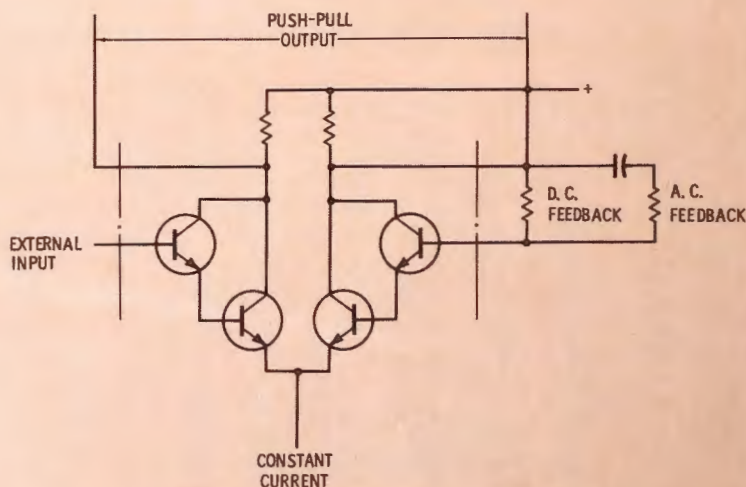 PUSH-PULL
OUTPUT
+
D. C.
FEEDBACK
A. C.
FEEDBACK
EXTERNAL
INPUT
CONSTANT
CURRENT